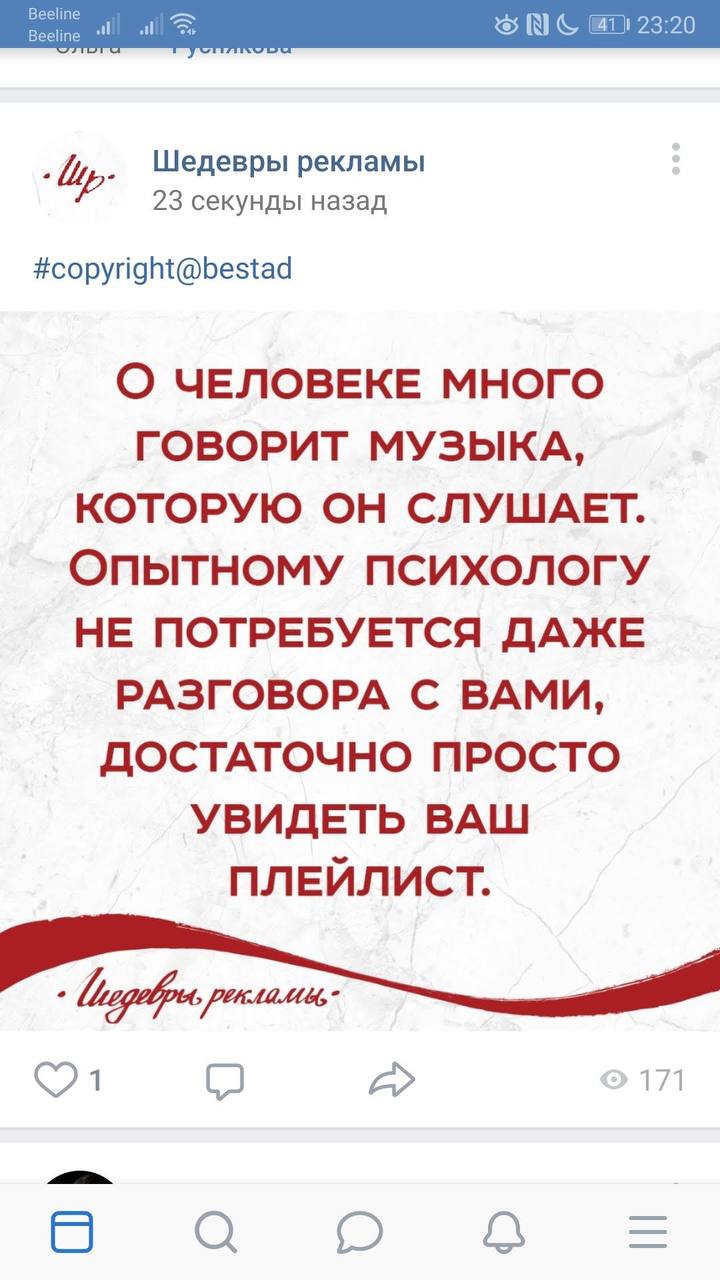 Beeline
Beeline
41 23:20
Шедевры рекламы
23 секунды назад
#copyright@bestad
О ЧЕЛОВЕКЕ МНОГО
ГОВОРИТ МУЗЫКА,
КОТОРУЮ ОН СЛУШАЕТ.
ОПЫТНОМУ ПСИХОЛОГУ
НЕ ПОТРЕБУЕТСЯ ДАЖЕ
РАЗГОВОРА С ВАМИ,
ДОСТАТОЧНО ПРОСТО
УВИДЕТЬ ВАШ
ПЛЕЙЛИСТ.
·Шедевры рекламы·
1
171